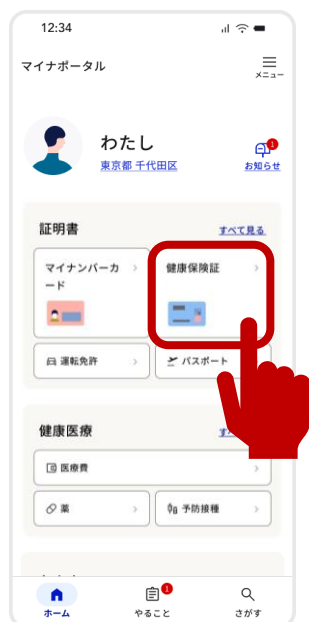 12:34
マイナポータル
メニュー
わたし
1
東京都 千代田区
お知らせ
証明書
すべて見る
マイナンバーカ
ード
健康保険証
運転免許
パスポート
健康医療
医療費
薬
予防接種
1
ホーム
やること
さがす